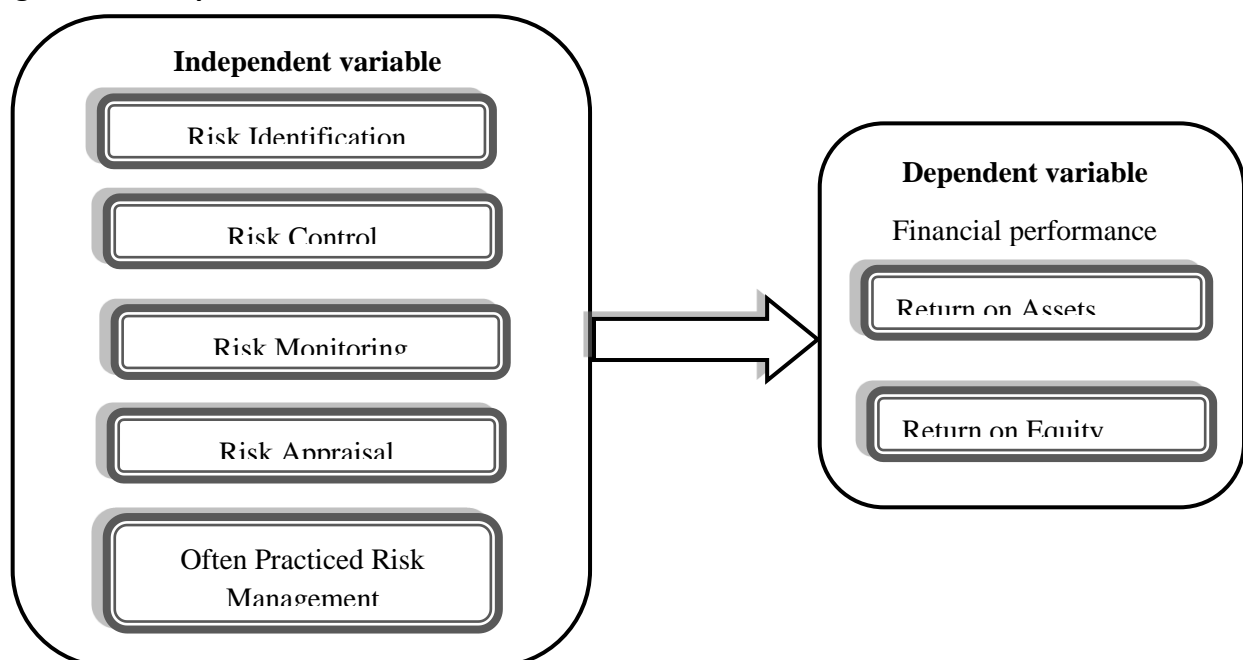 Independent variable
Risk Identification
Risk Control
Risk Monitoring
Risk Appraisal
Often Practiced Risk
Management
Dependent variable
Financial performance
Return on Assets
Return on Equity